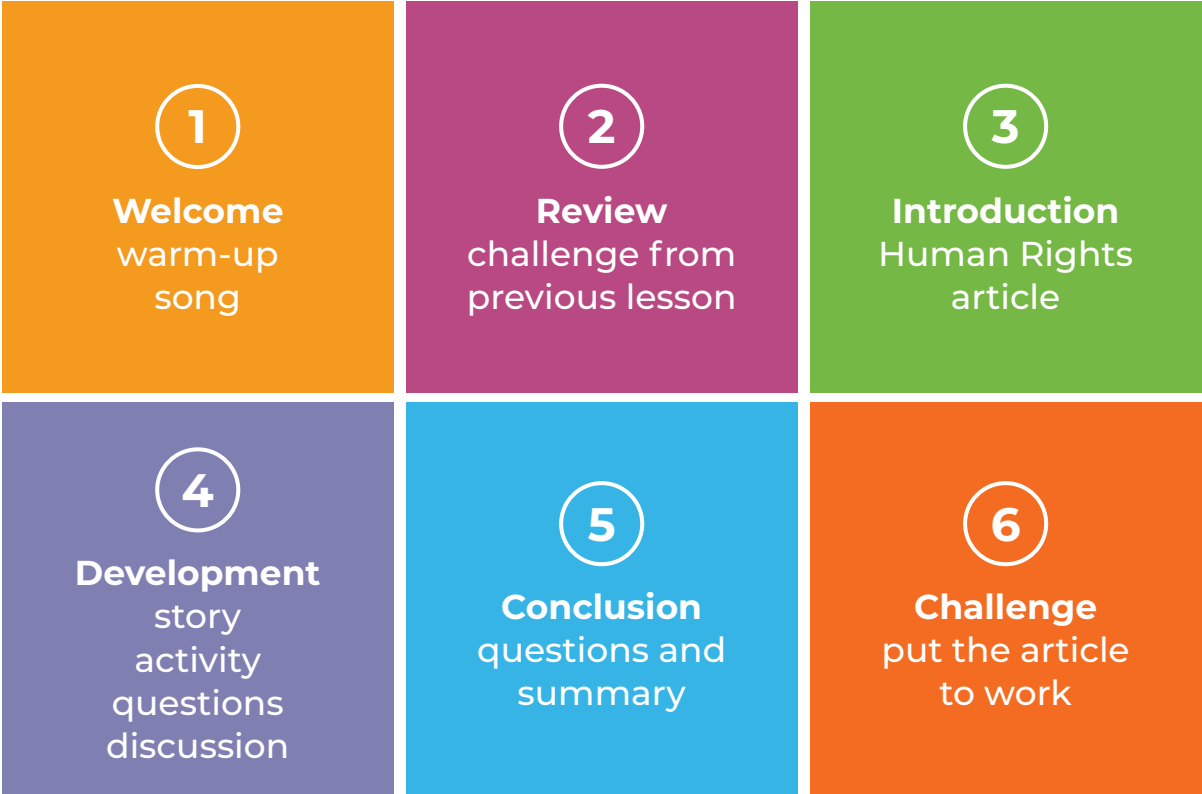 1
Welcome
warm-up
song
2
Review
challenge from
previous lesson
3
Introduction
Human Rights
article
4
Development
story
activity
questions
discussion
5
Conclusion
questions and
summary
6
Challenge
put the article
to work